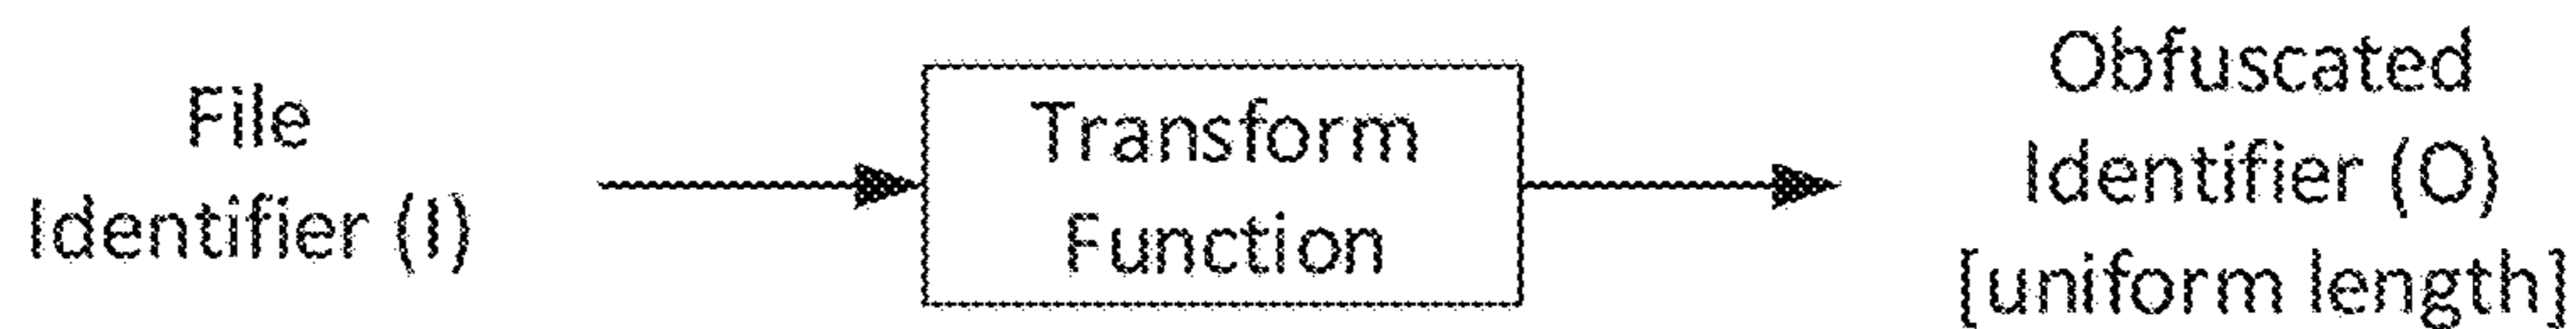 File
Identifier (I)
Transform
Function
Obfuscated
Identifier (O)
[uniform length]